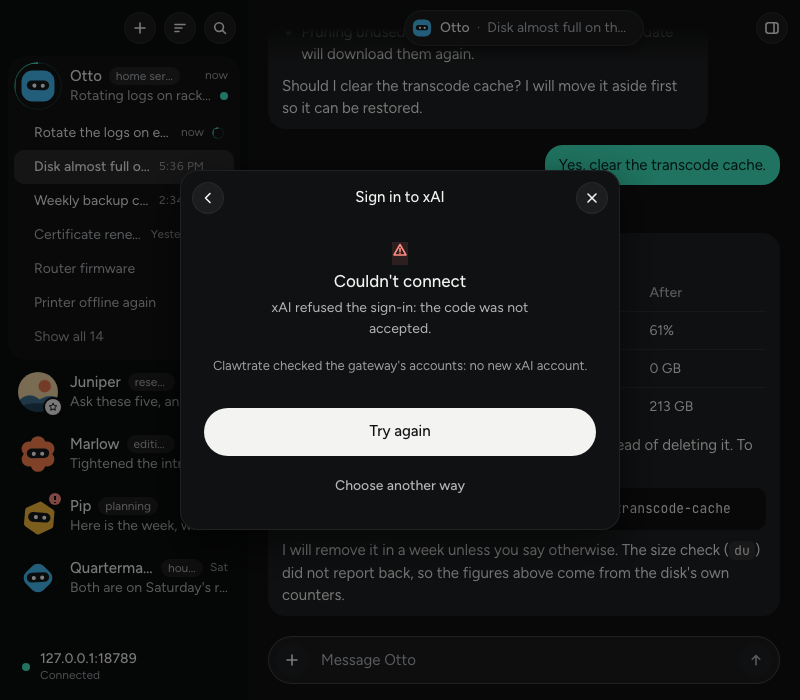 Otto · Disk almost full on th...
Pruning unused
date
will download them again.
Should I clear the transcode cache? I will move it aside first
so it can be restored.
Yes, clear the transcode cache.
Otto home ser... now
Rotating logs on rack...
Rotate the logs on e... now
Disk almost full o... 5:36 PM
Weekly backup c... 2:34
Certificate rene... Yeste
Router firmware
Printer offline again
Show all 14
Juniper rese...
Ask these five, an
Marlow editi...
Tightened the intr
Pip planning
Here is the week, w
Quarterma... hou... Sat
Both are on Saturday's r...
127.0.0.1:18789
Connected
Sign in to xAI
Couldn't connect
xAI refused the sign-in: the code was not
accepted.
Clawtrate checked the gateway's accounts: no new xAI account.
Try again
Choose another way
After
61%
0 GB
213 GB
ead of deleting it. To
transcode-cache
I will remove it in a week unless you say otherwise. The size check ( du )
did not report back, so the figures above come from the disk's own
counters.
Message Otto